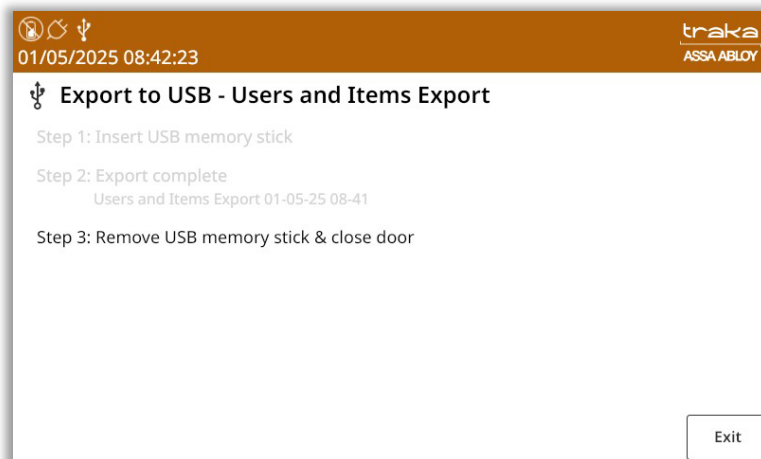 01/05/2025 08:42:23
traka
ASSA ABLOY
Export to USB - Users and Items Export
Step 1: Insert USB memory stick
Step 2: Export complete
Users and Items Export 01-05-25 08-41
Step 3: Remove USB memory stick & close door
Exit